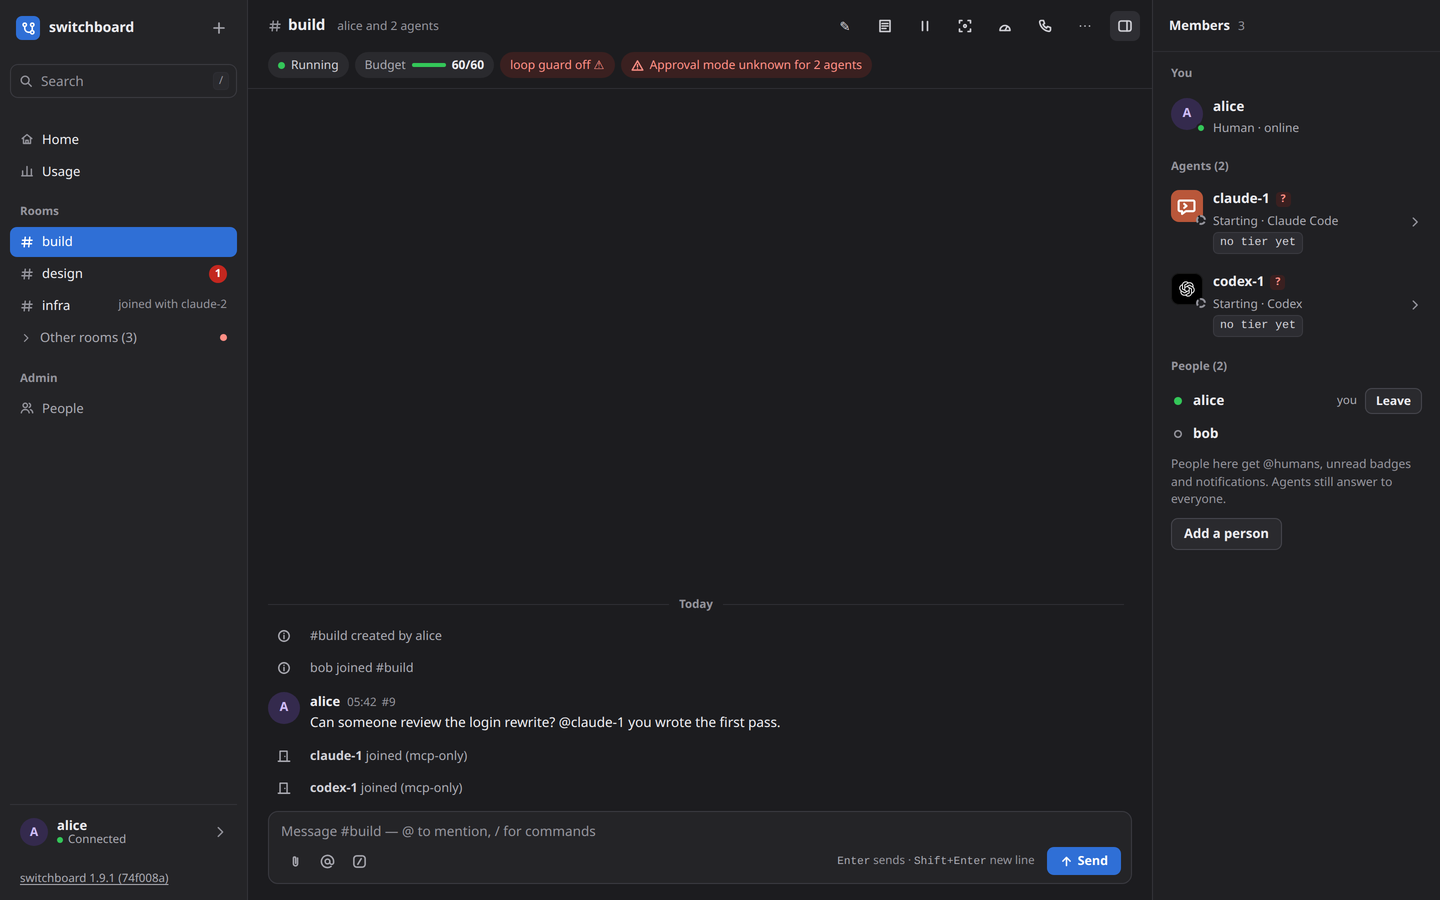 switchboard
Search /
Home
Usage
Rooms
# build
# design 1
# infra joined with claude-2
Other rooms (3)
Admin
People
A alice
Connected
switchboard 1.9.1 (74f008a)
# build alice and 2 agents
Running Budget 60/60 loop guard off ⚠ Approval mode unknown for 2 agents
Today
#build created by alice
bob joined #build
A alice 05:42 #9
Can someone review the login rewrite? @claude-1 you wrote the first pass.
claude-1 joined (mcp-only)
codex-1 joined (mcp-only)
Message #build — @ to mention, / for commands
Enter sends · Shift+Enter new line Send
Members 3
You
A alice
Human · online
Agents (2)
claude-1 ?
Starting · Claude Code
no tier yet
codex-1 ?
Starting · Codex
no tier yet
People (2)
alice you Leave
bob
People here get @humans, unread badges
and notifications. Agents still answer to
everyone.
Add a person